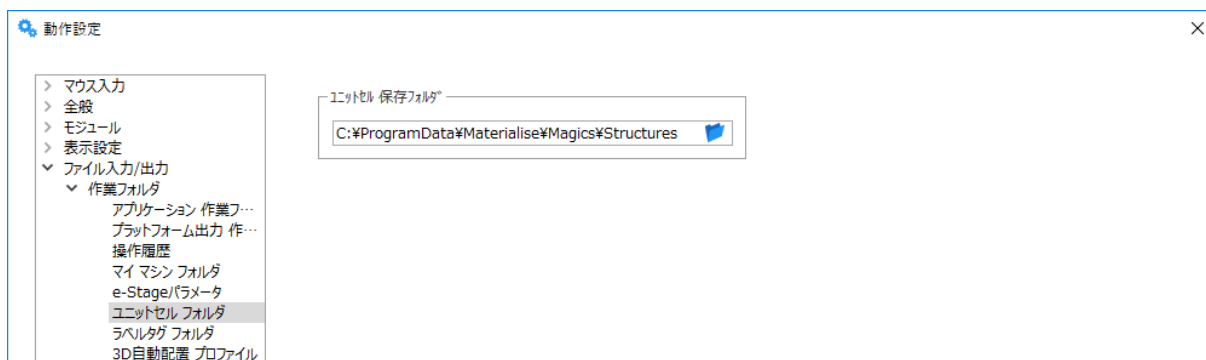 動作設定
マウス入力
全般
モジュール
表示設定
ファイル入力/出力
作業フォルダ
アプリケーション 作業フ…
プラットフォーム出力 作…
操作履歴
マイ マシン フォルダ
e-Stageパラメータ
ユニットセル フォルダ
ラベルタグ フォルダ
3D自動配置 プロファイル
ユニットセル 保存フォルダ
C:¥ProgramData¥Materialise¥Magics¥Structures